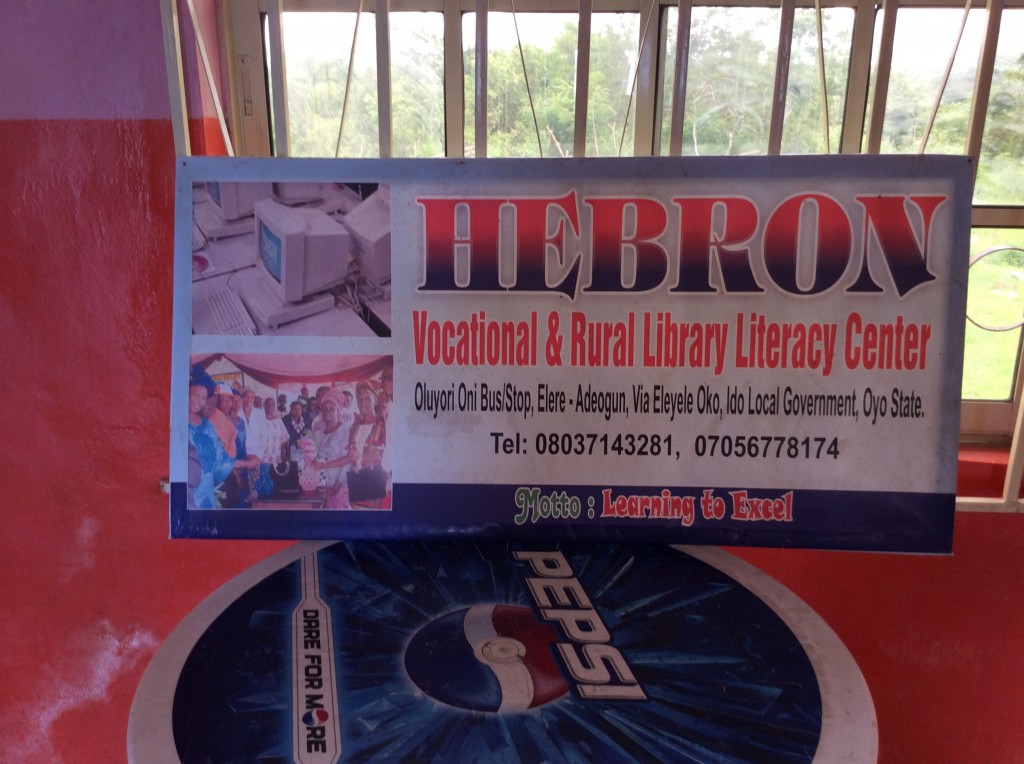 HEBRON
Vocational & Rural Library Literacy Center
Oluyori Oni Bus/Stop, Elere - Adeogun, Via Eleyele Oko, Ido Local Government, Oyo State.
Tel: 08037143281, 07056778174
Motto : Learning to Excel
PEPSI
DARE FOR MORE